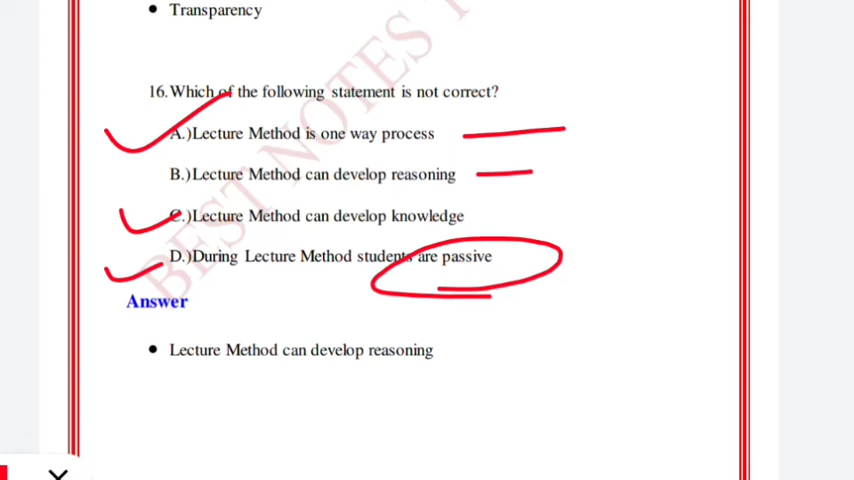 • Transparency
16.Which of the following statement is not correct?
A.)Lecture Method is one way process
B.)Lecture Method can develop reasoning
C.)Lecture Method can develop knowledge
D.)During Lecture Method students are passive
Answer
• Lecture Method can develop reasoning
BEST NOTES